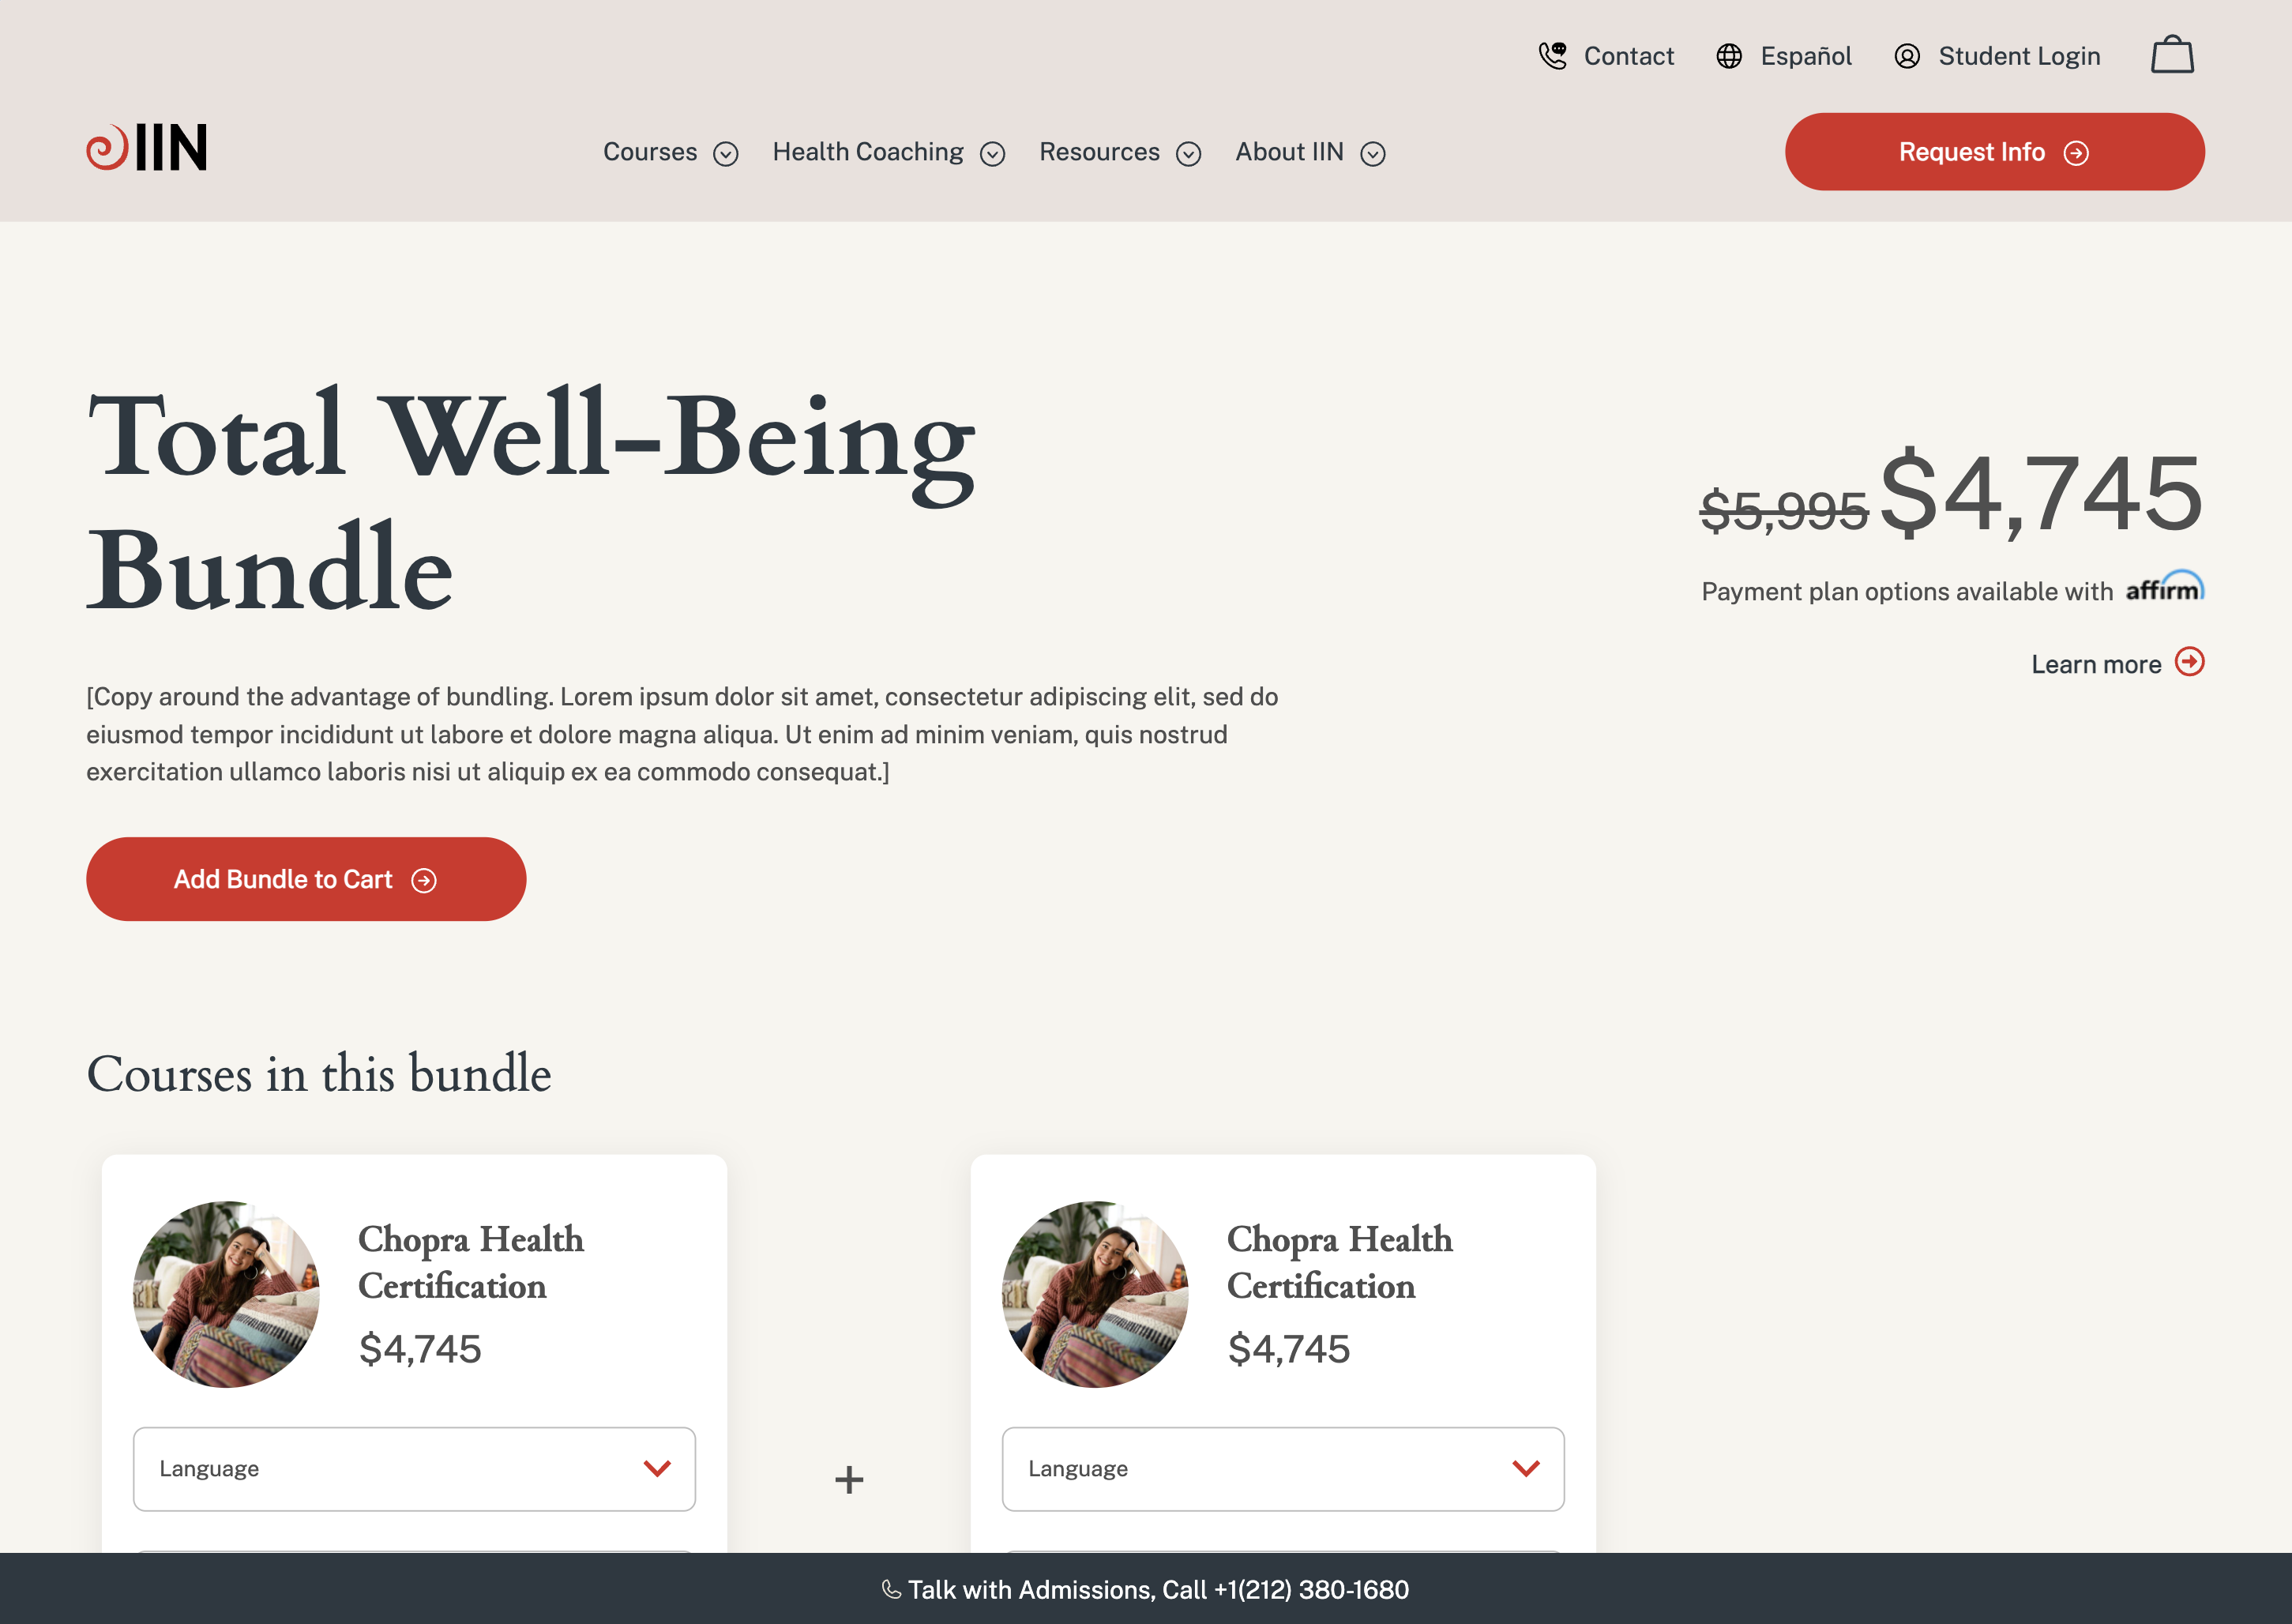 Contact
Español
Student Login
IIN
Courses
Health Coaching
Resources
About IIN
Request Info
Total Well-Being
Bundle
$5,995 $4,745
Payment plan options available with affirm
Learn more
[Copy around the advantage of bundling. Lorem ipsum dolor sit amet, consectetur adipiscing elit, sed do
eiusmod tempor incididunt ut labore et dolore magna aliqua. Ut enim ad minim veniam, quis nostrud
exercitation ullamco laboris nisi ut aliquip ex ea commodo consequat.]
Add Bundle to Cart
Courses in this bundle
Chopra Health
Certification
$4,745
Language
+
Chopra Health
Certification
$4,745
Language
Talk with Admissions, Call +1(212) 380-1680